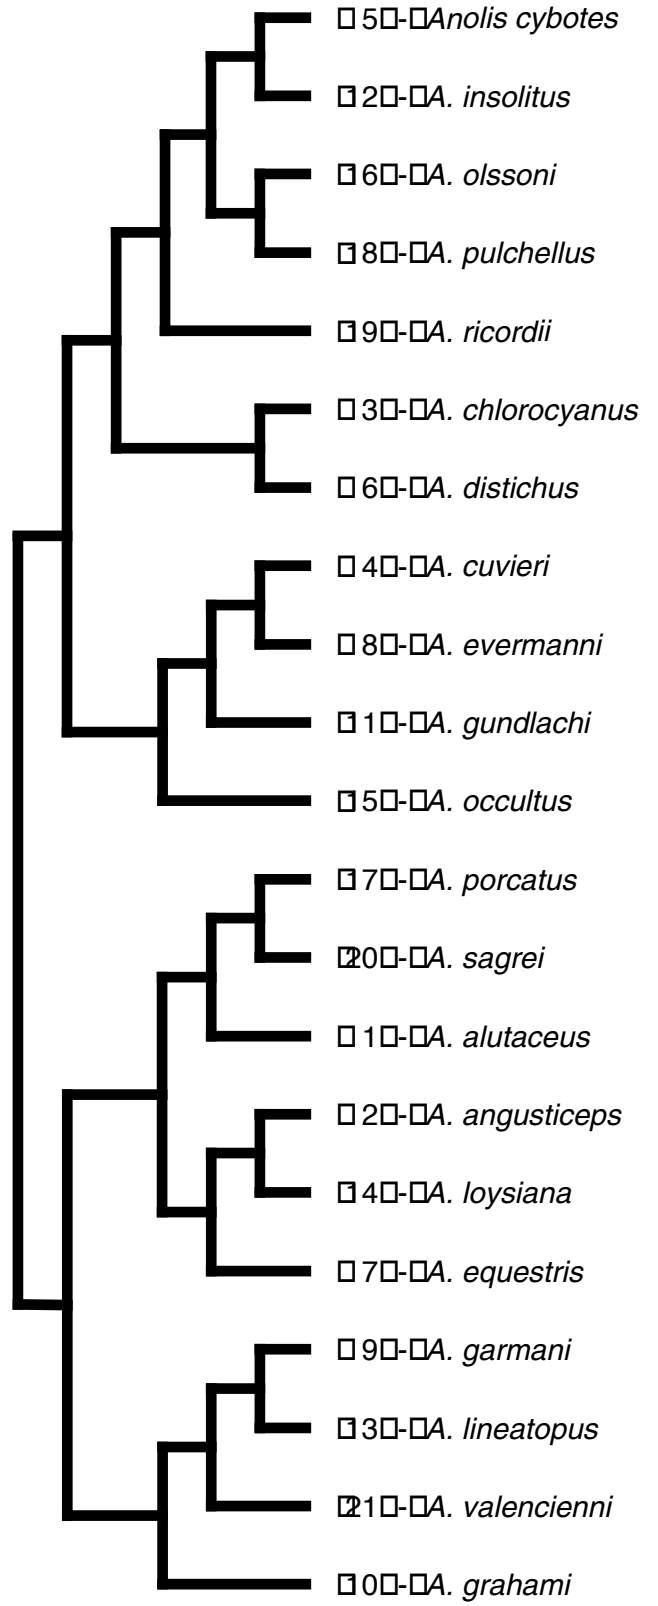 5 - Anolis cybotes
12 - A. insolitus
16 - A. olssoni
18 - A. pulchellus
19 - A. ricordii
3 - A. chlorocyanus
6 - A. distichus
4 - A. cuvieri
8 - A. evermanni
11 - A. gundlachi
15 - A. occultus
17 - A. porcatus
20 - A. sagrei
1 - A. alutaceus
2 - A. angusticeps
14 - A. loysiana
7 - A. equestris
9 - A. garmani
13 - A. lineatopus
21 - A. valencienni
10 - A. grahami